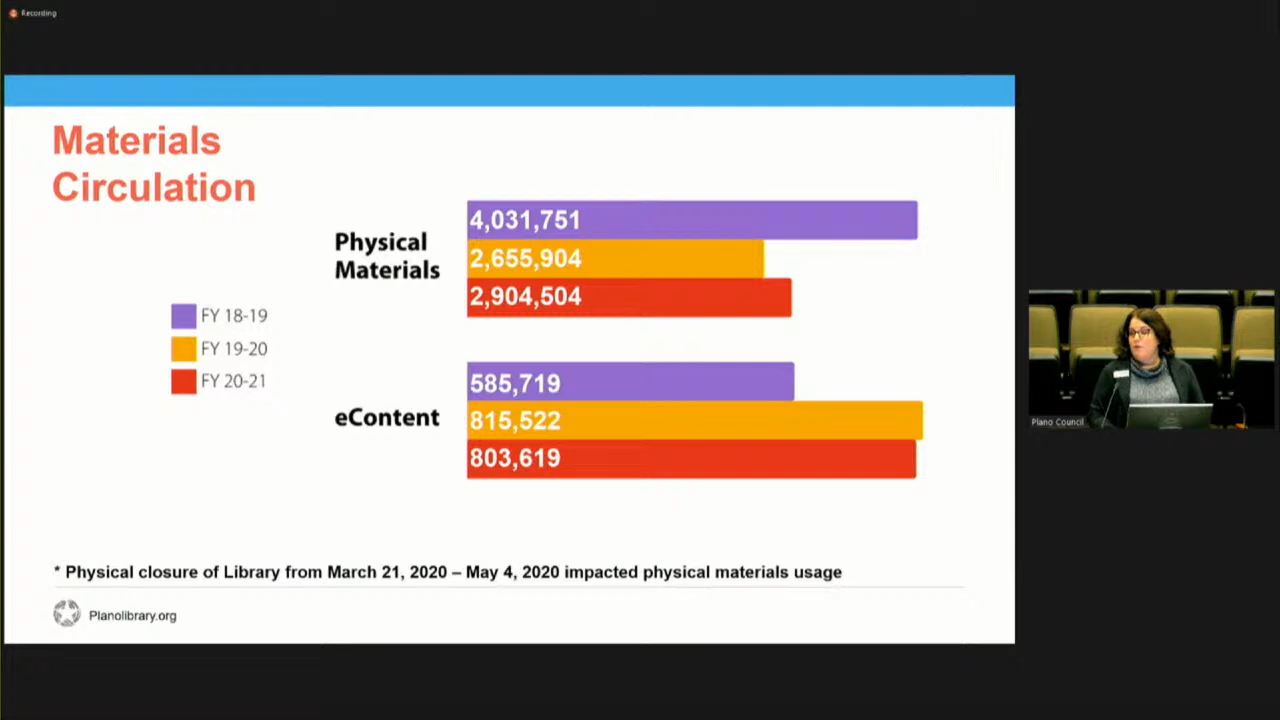 Recording
Materials
Circulation
Physical
Materials
4,031,751
2,655,904
2,904,504
FY 18-19
FY 19-20
FY 20-21
eContent
585,719
815,522
803,619
* Physical closure of Library from March 21, 2020 – May 4, 2020 impacted physical materials usage
Planolibrary.org
Plano Council